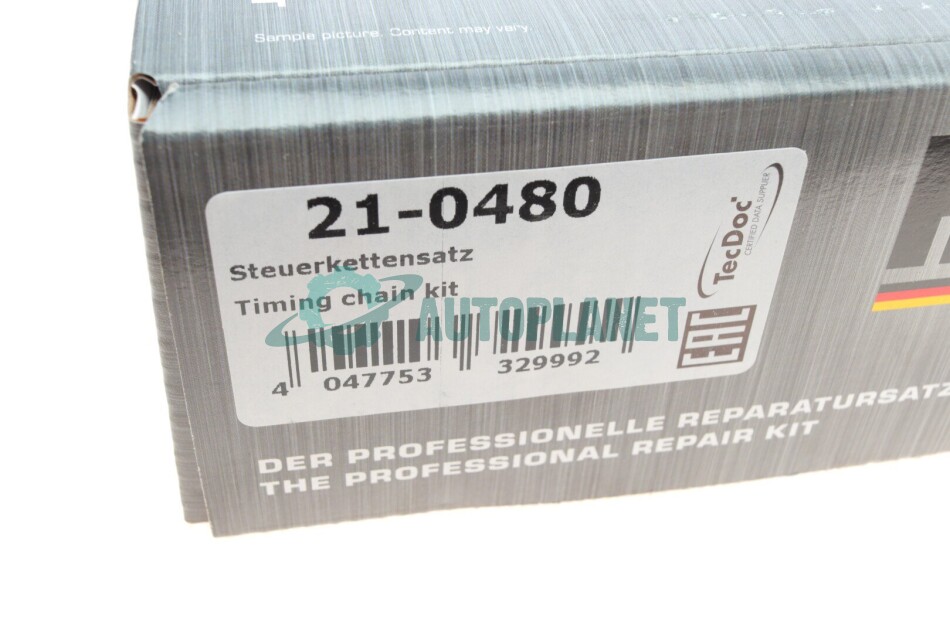 Sample picture. Content may vary.
21-0480
Steuerkettensatz
Timing chain kit
AUTOPLANET
4 047753 329992
TecDoc
CERTIFIED DATA SUPPLIER
EAC
DER PROFESSIONELLE REPARATURSATZ
THE PROFESSIONAL REPAIR KIT